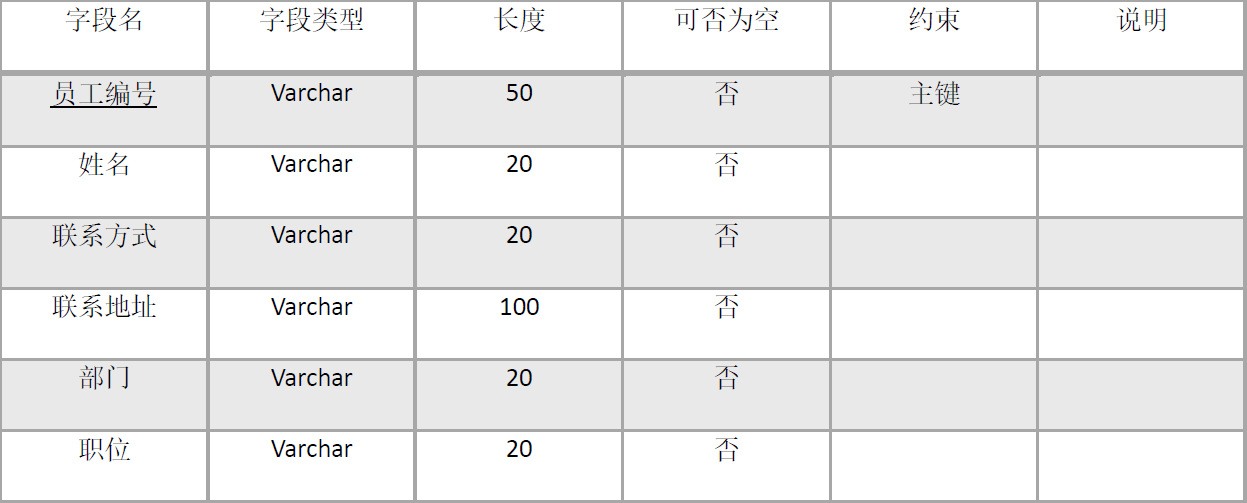 字段名 字段类型 长度 可否为空 约束 说明
员工编号 Varchar 50 否 主键
姓名 Varchar 20 否
联系方式 Varchar 20 否
联系地址 Varchar 100 否
部门 Varchar 20 否
职位 Varchar 20 否